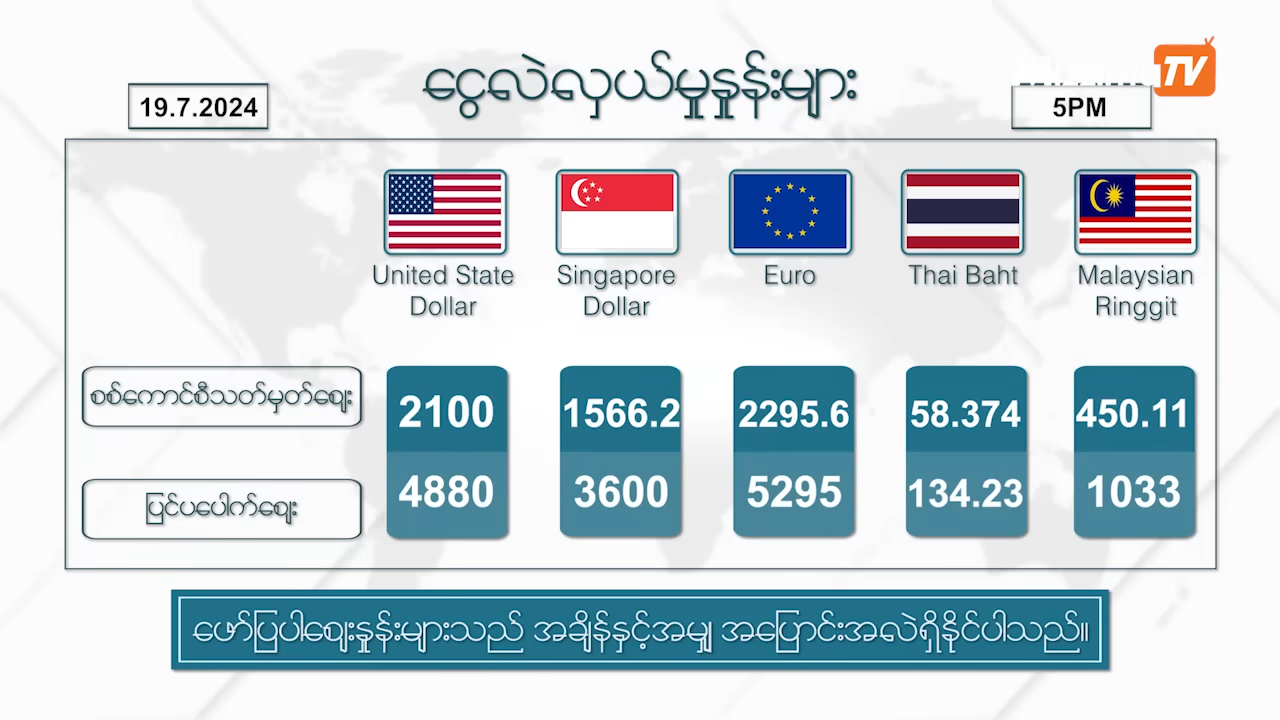 ငွေလဲလှယ်မှုနှုန်းများ
TV
19.7.2024
5PM
United State
Dollar
Singapore
Dollar
Euro
Thai Baht
Malaysian
Ringgit
စစ်ကောင်စီသတ်မှတ်ဈေး
2100
1566.2
2295.6
58.374
450.11
ပြင်ပပေါက်ဈေး
4880
3600
5295
134.23
1033
ဖော်ပြပါဈေးနှုန်းများသည် အချိန်နှင့်အမျှ အပြောင်းအလဲရှိနိုင်ပါသည်။